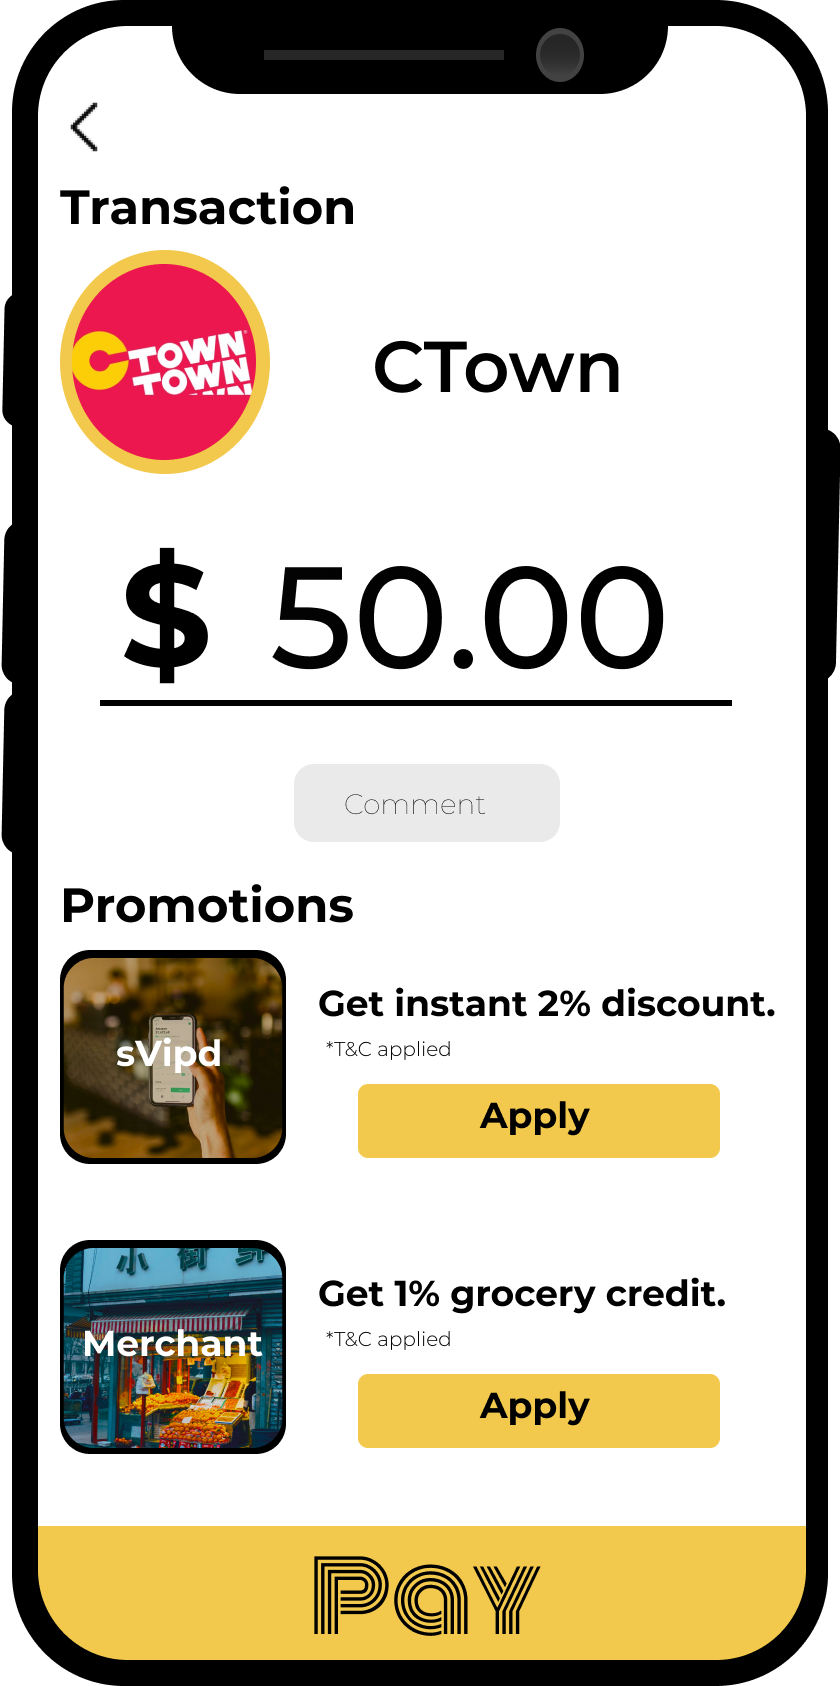 Transaction
CTOWN
TOWN
CTown
$ 50.00
Comment
Promotions
sVipd
Get instant 2% discount.
*T&C applied
Apply
小街鲜
Merchant
Get 1% grocery credit.
*T&C applied
Apply
Pay